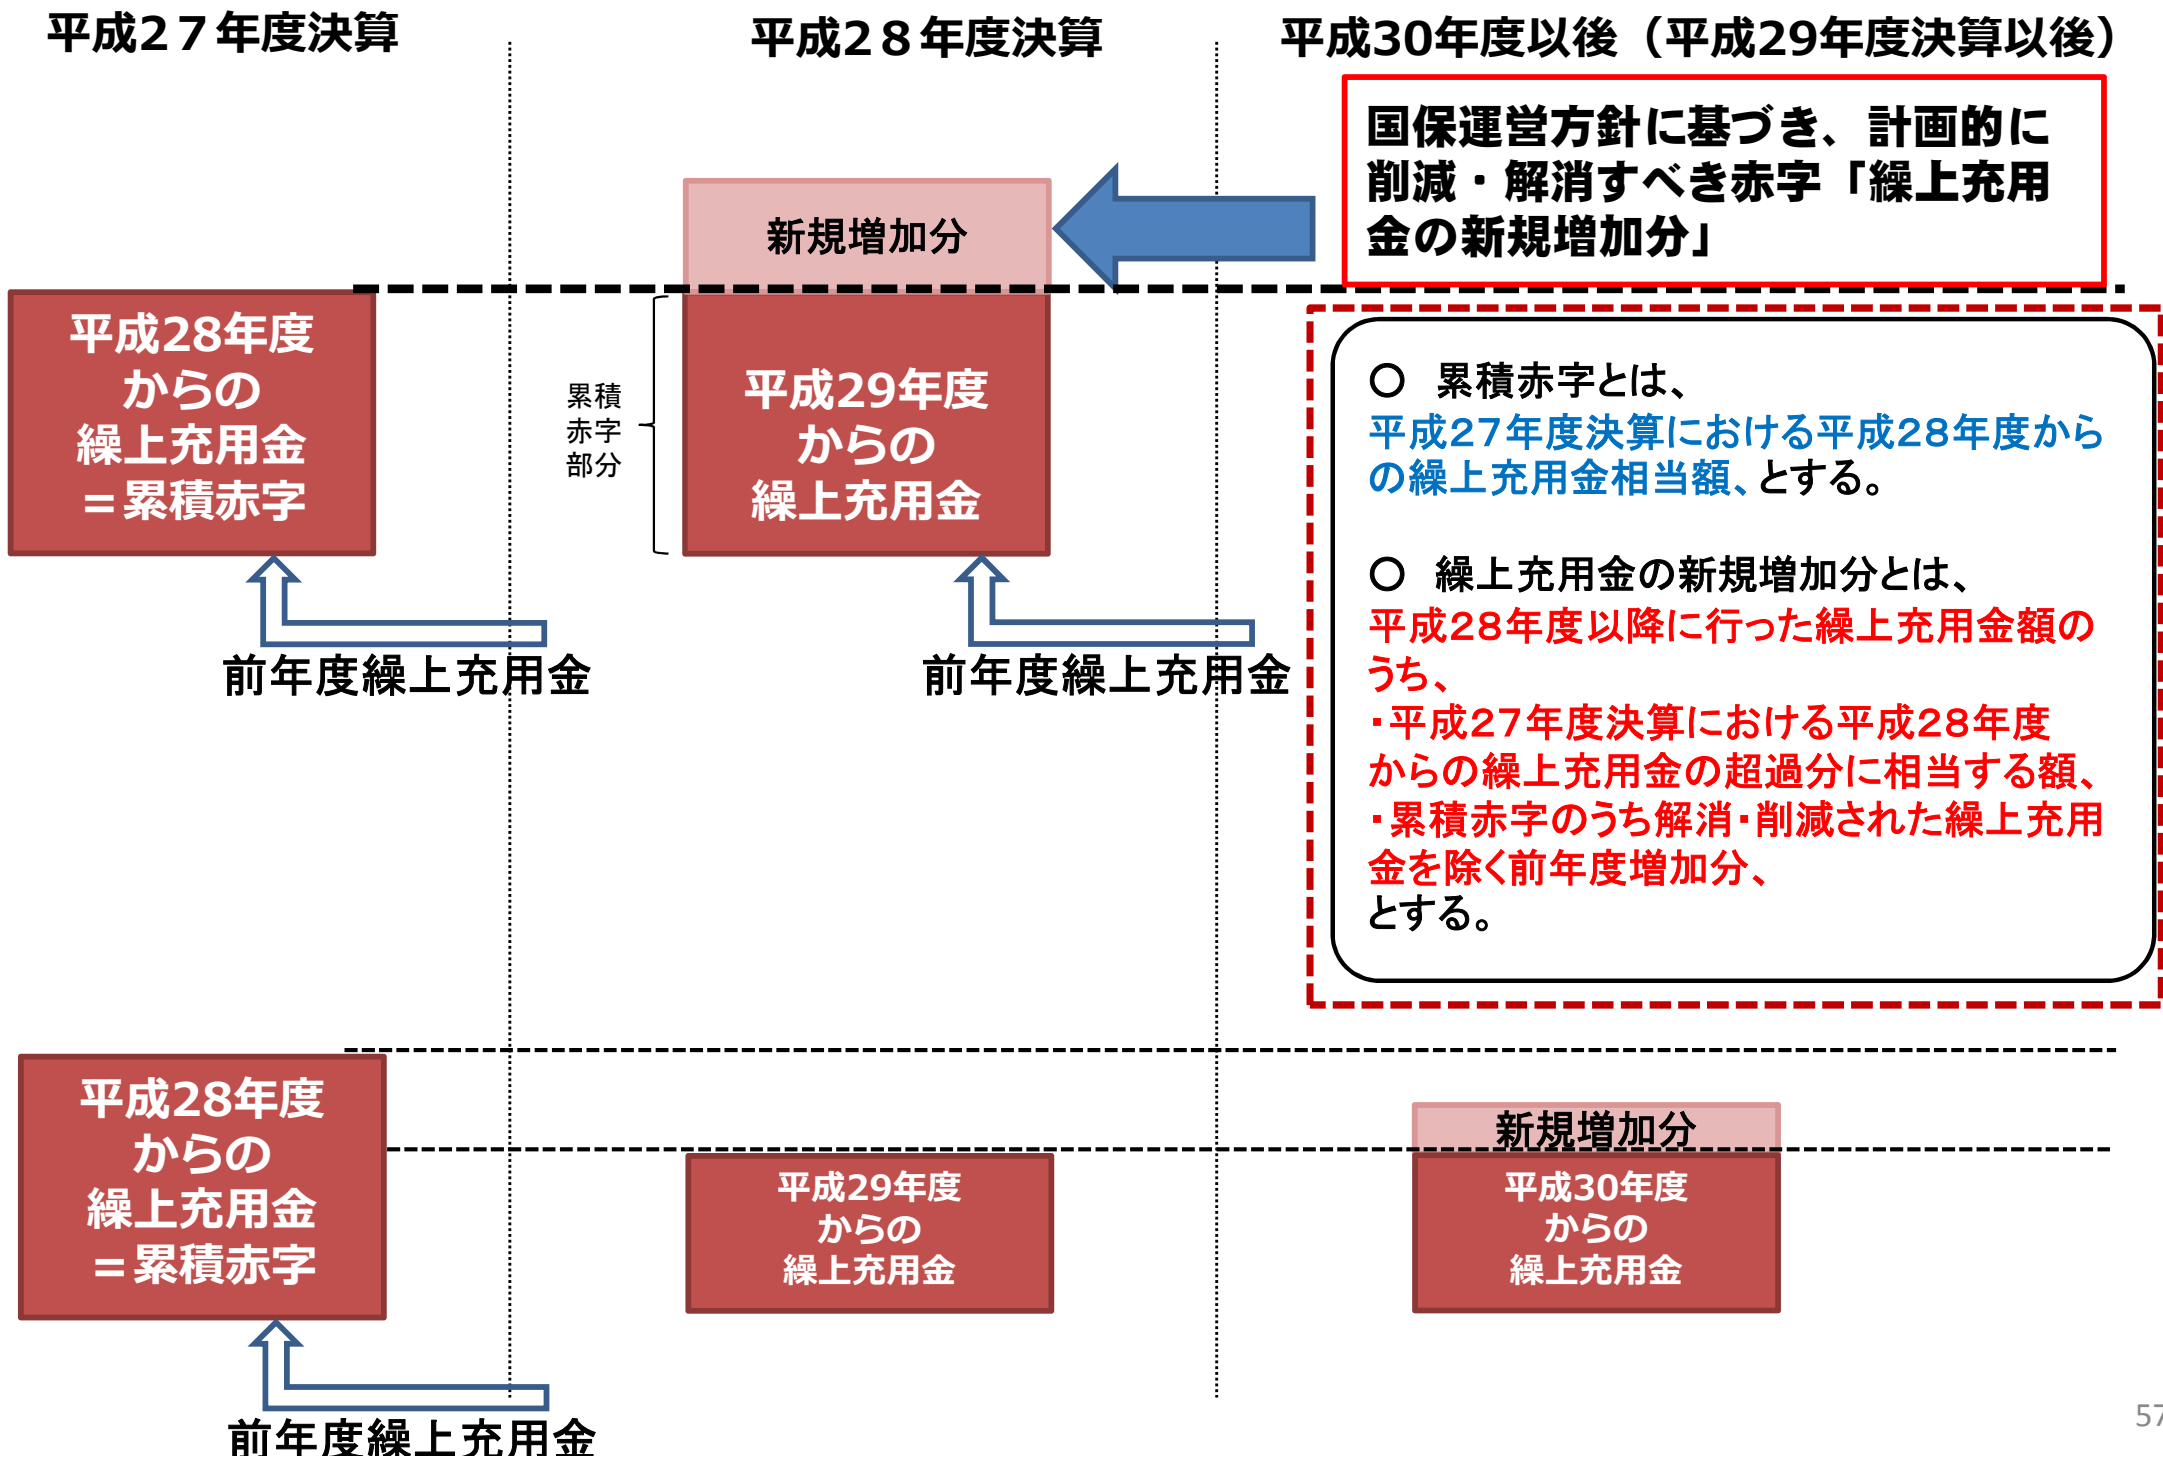 平成２７年度決算
平成２８年度決算
平成30年度以後（平成29年度決算以後）
国保運営方針に基づき、計画的に
削減・解消すべき赤字「繰上充用
金の新規増加分」
新規増加分
平成28年度
からの
繰上充用金
＝累積赤字
累積
赤字
部分
平成29年度
からの
繰上充用金
前年度繰上充用金
前年度繰上充用金
○　累積赤字とは、
平成２７年度決算における平成２８年度から
の繰上充用金相当額、とする。
○　繰上充用金の新規増加分とは、
平成２８年度以降に行った繰上充用金額の
うち、
・平成２７年度決算における平成２８年度
からの繰上充用金の超過分に相当する額、
・累積赤字のうち解消・削減された繰上充用
金を除く前年度増加分、
とする。
平成28年度
からの
繰上充用金
＝累積赤字
平成29年度
からの
繰上充用金
新規増加分
平成30年度
からの
繰上充用金
前年度繰上充用金
57